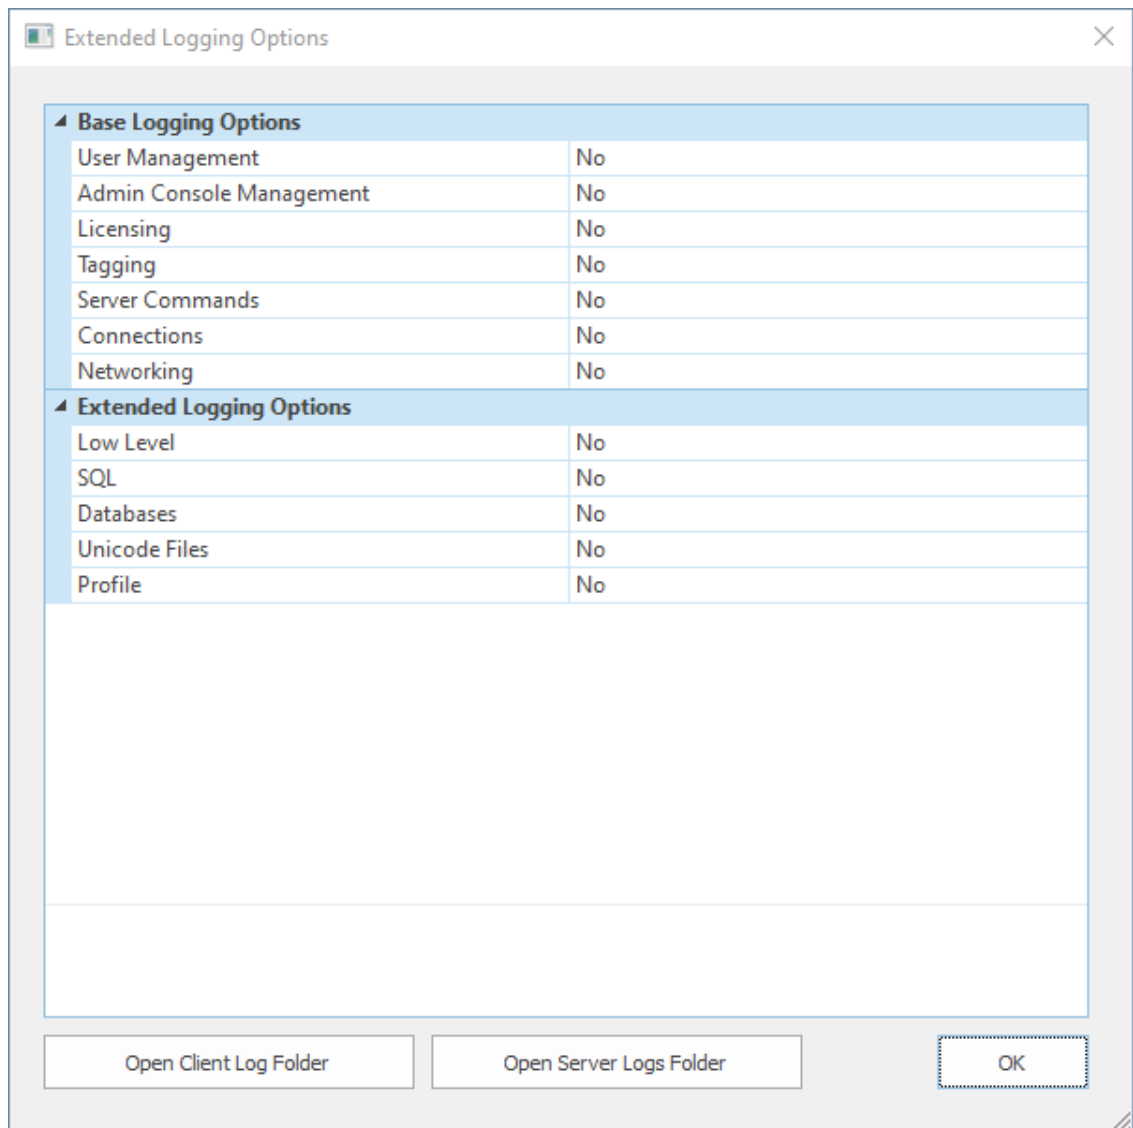 Extended Logging Options
Base Logging Options
User Management No
Admin Console Management No
Licensing No
Tagging No
Server Commands No
Connections No
Networking No
Extended Logging Options
Low Level No
SQL No
Databases No
Unicode Files No
Profile No
Open Client Log Folder Open Server Logs Folder OK